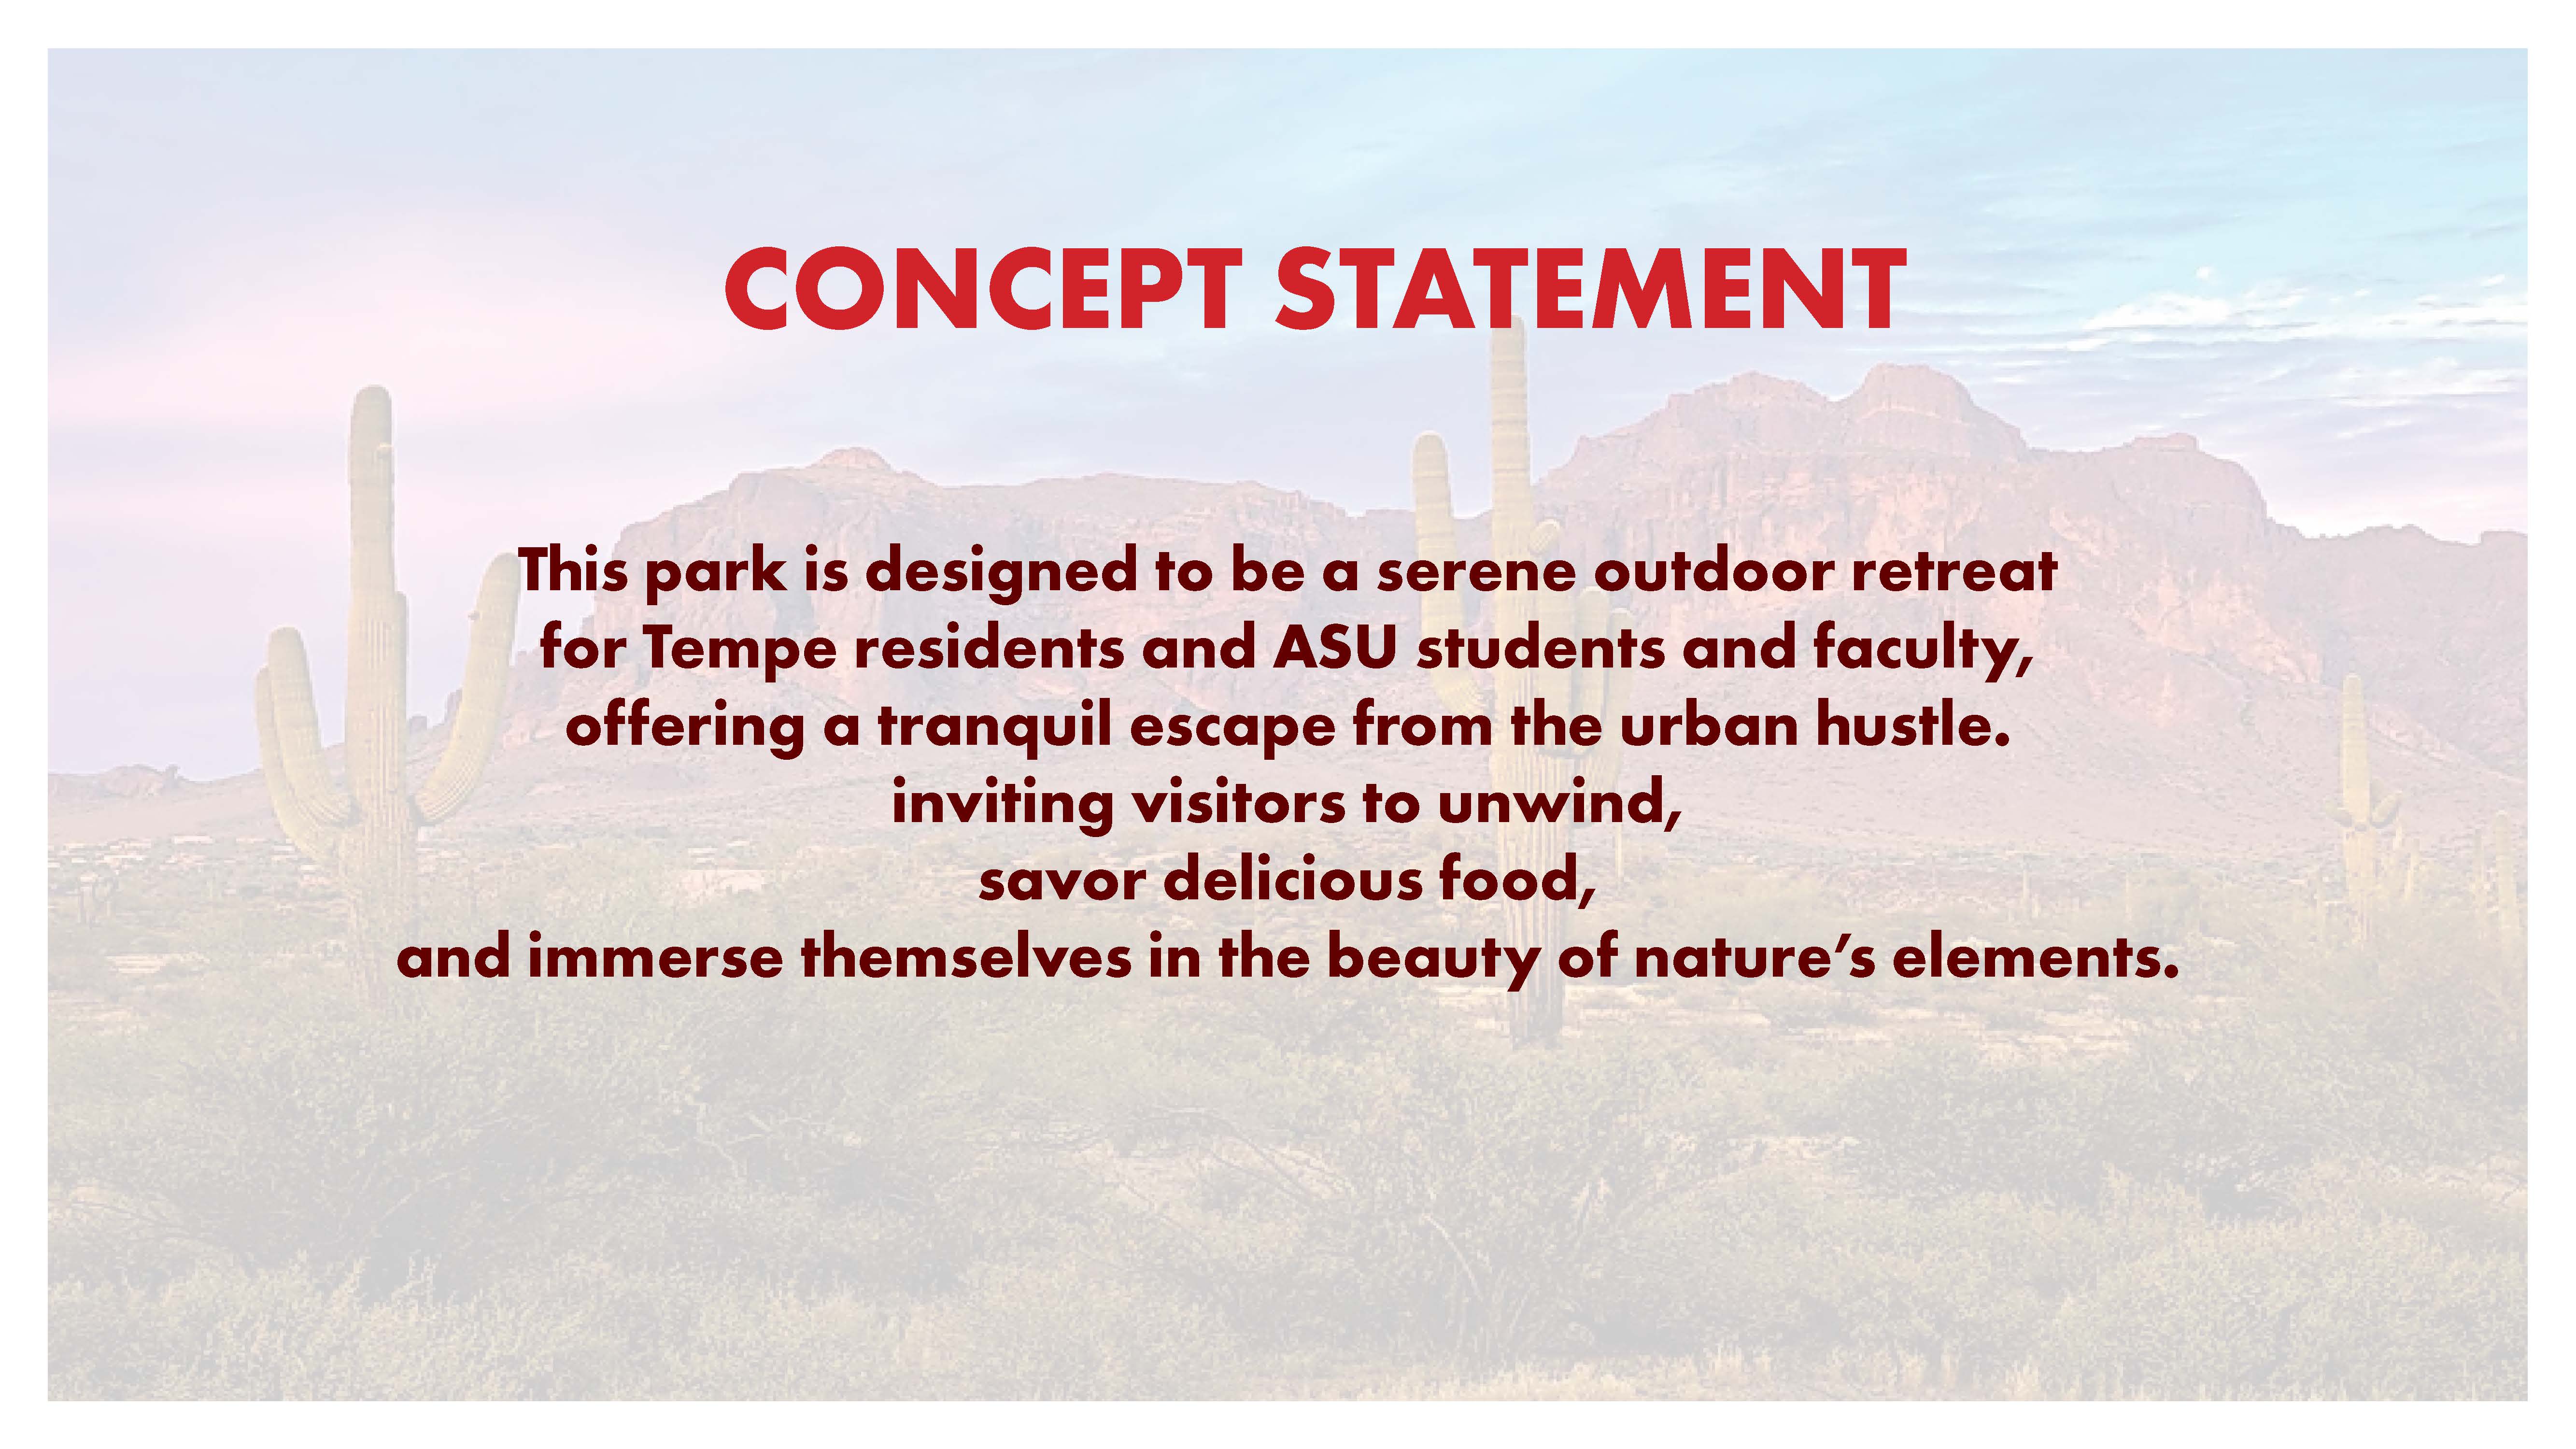 CONCEPT STATEMENT
This park is designed to be a serene outdoor retreat
for Tempe residents and ASU students and faculty,
offering a tranquil escape from the urban hustle.
inviting visitors to unwind,
savor delicious food,
and immerse themselves in the beauty of nature’s elements.